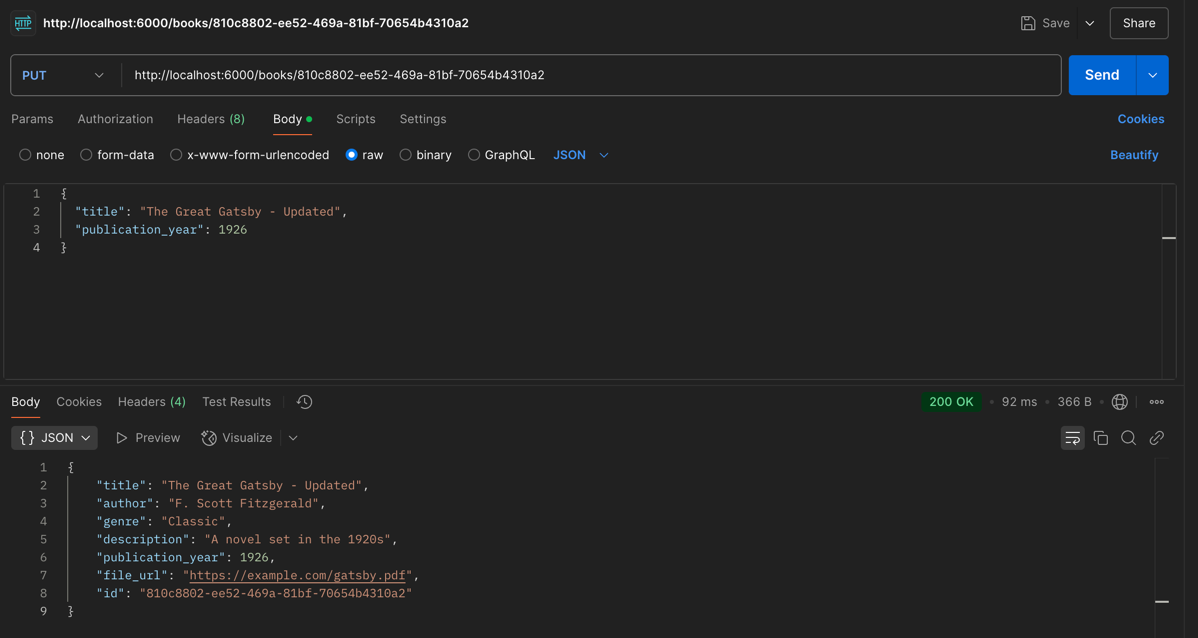 HTTP http://localhost:6000/books/810c8802-ee52-469a-81bf-70654b4310a2 Save Share
PUT http://localhost:6000/books/810c8802-ee52-469a-81bf-70654b4310a2 Send
Params Authorization Headers (8) Body Scripts Settings Cookies
none form-data x-www-form-urlencoded raw binary GraphQL JSON Beautify
1 {
2 "title": "The Great Gatsby - Updated",
3 "publication_year": 1926
4 }
Body Cookies Headers (4) Test Results 200 OK • 92 ms • 366 B •
{} JSON Preview Visualize
1 {
2 "title": "The Great Gatsby - Updated",
3 "author": "F. Scott Fitzgerald",
4 "genre": "Classic",
5 "description": "A novel set in the 1920s",
6 "publication_year": 1926,
7 "file_url": "https://example.com/gatsby.pdf",
8 "id": "810c8802-ee52-469a-81bf-70654b4310a2"
9 }